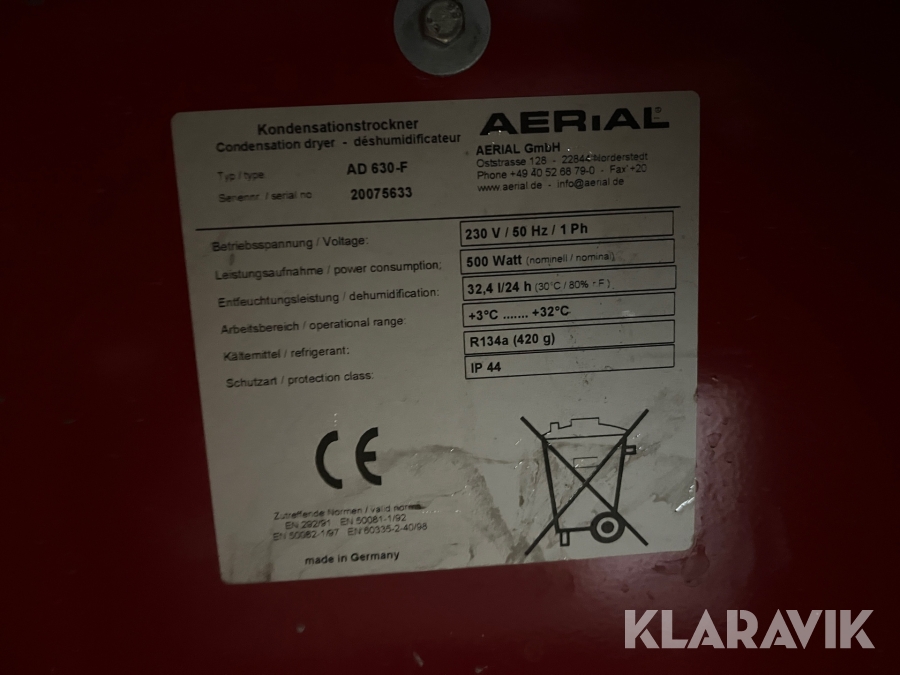 Kondensationstrockner
Condensation dryer - déshumidificateur
Typ / type: AD 630-F
Seriennr. / serial no 20075633
AERIAL
AERIAL GmbH
Oststrasse 128 - 22844 Norderstedt
Phone +49 40 52 68 79-0 - Fax +20
www.aerial.de - info@aerial.de
Betriebsspannung / Voltage: 230 V / 50 Hz / 1 Ph
Leistungsaufnahme / power consumption: 500 Watt (nominell / nominal)
Entfeuchtungsleistung / dehumidification: 32,4 l/24 h (30°C / 80% r.F.)
Arbeitsbereich / operational range: +3°C ....... +32°C
Kältemittel / refrigerant: R134a (420 g)
Schutzart / protection class: IP 44
CE
Zutreffende Normen / valid norms
EN 292/91 EN 50081-1/92
EN 50082-1/97 EN 60335-2-40/98
made in Germany
KLARAVIK